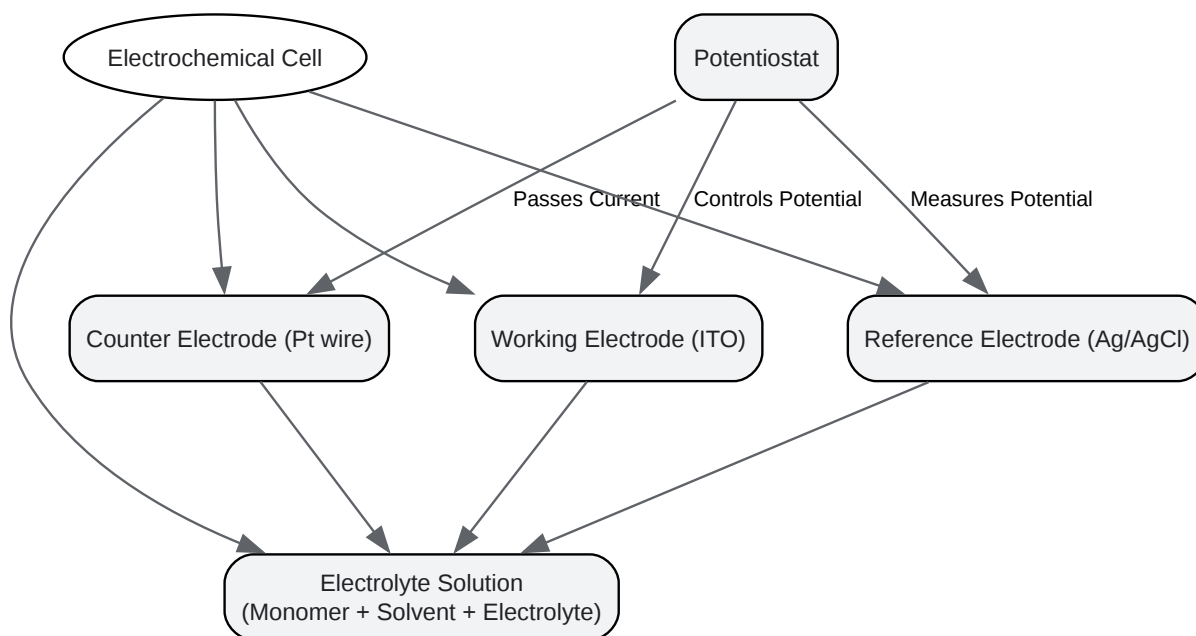 Electrochemical Cell
Potentiostat
Passes Current
Controls Potential
Measures Potential
Counter Electrode (Pt wire)
Working Electrode (ITO)
Reference Electrode (Ag/AgCl)
Electrolyte Solution
(Monomer + Solvent + Electrolyte)